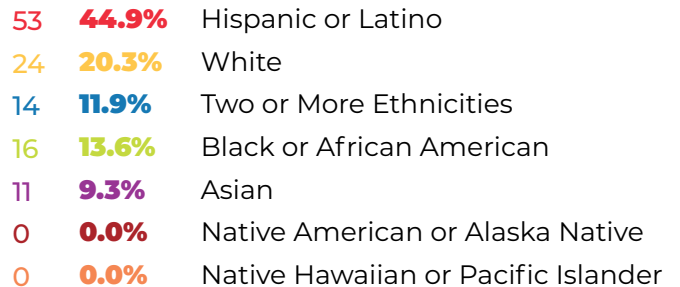 53 44.9% Hispanic or Latino
24 20.3% White
14 11.9% Two or More Ethnicities
16 13.6% Black or African American
11 9.3% Asian
0 0.0% Native American or Alaska Native
0 0.0% Native Hawaiian or Pacific Islander